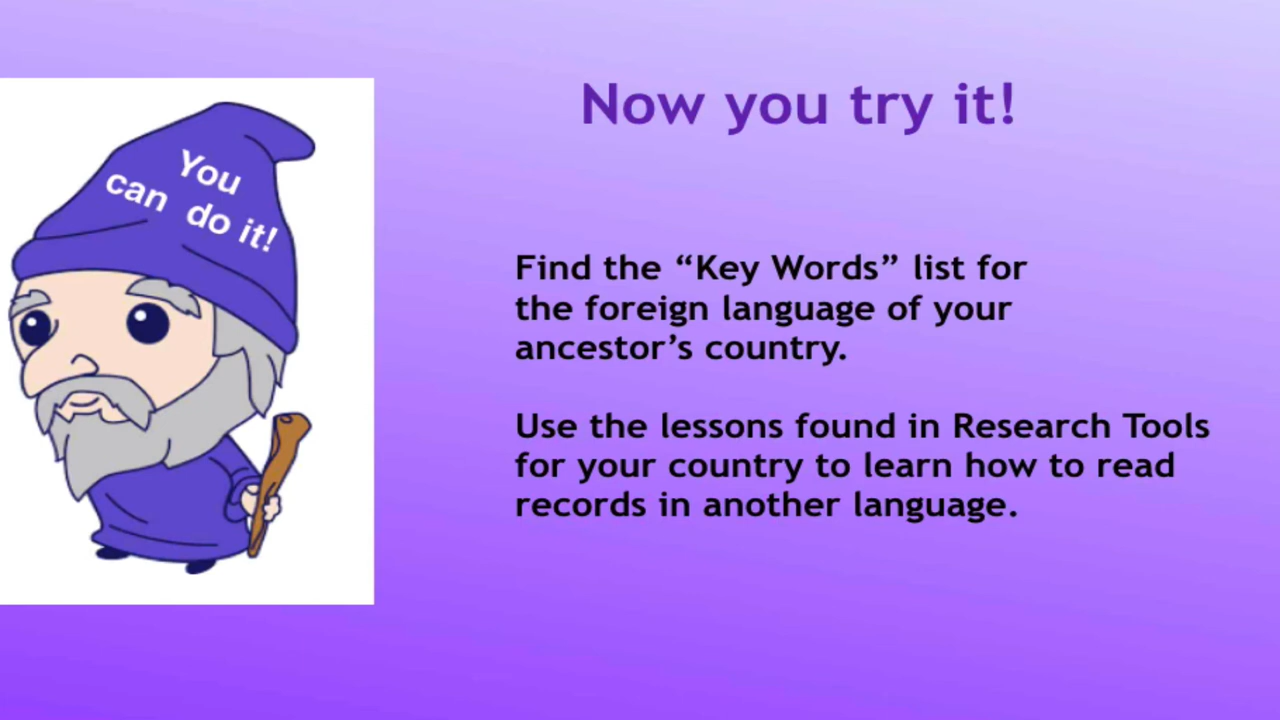 Now you try it!
You
can do it!
Find the “Key Words” list for
the foreign language of your
ancestor’s country.
Use the lessons found in Research Tools
for your country to learn how to read
records in another language.